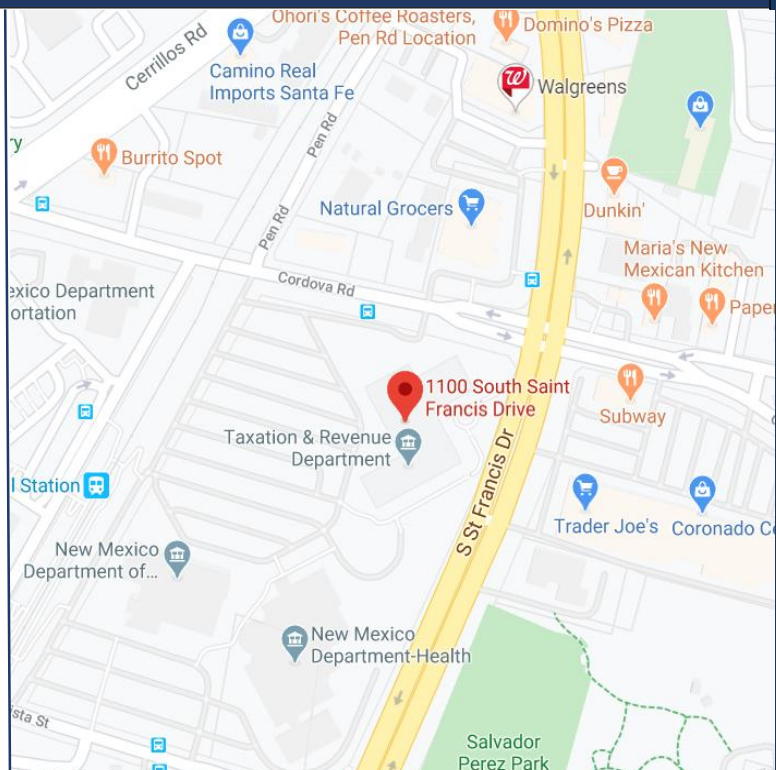 Ohori's Coffee Roasters,
Pen Rd Location
Domino's Pizza
Cerrillos Rd
Camino Real
Imports Santa Fe
Walgreens
ry
Burrito Spot
Pen Rd
Natural Grocers
Dunkin'
Pen Rd
Maria's New
Mexican Kitchen
exico Department
ortation
Cordova Rd
Paper
1100 South Saint
Francis Drive
Subway
Taxation & Revenue
Department
S St Francis Dr
l Station
Trader Joe's
Coronado C
New Mexico
Department of...
New Mexico
Department-Health
ista St
Salvador
Perez Park